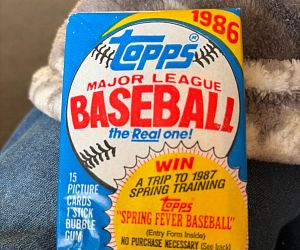 1986
Topps
MAJOR LEAGUE
BASEBALL
the Real one!
15
PICTURE
CARDS
1 STICK
BUBBLE
GUM
WIN
A TRIP TO 1987
SPRING TRAINING
Topps
"SPRING FEVER BASEBALL"
(Entry Form Inside)
NO PURCHASE NECESSARY (See back)